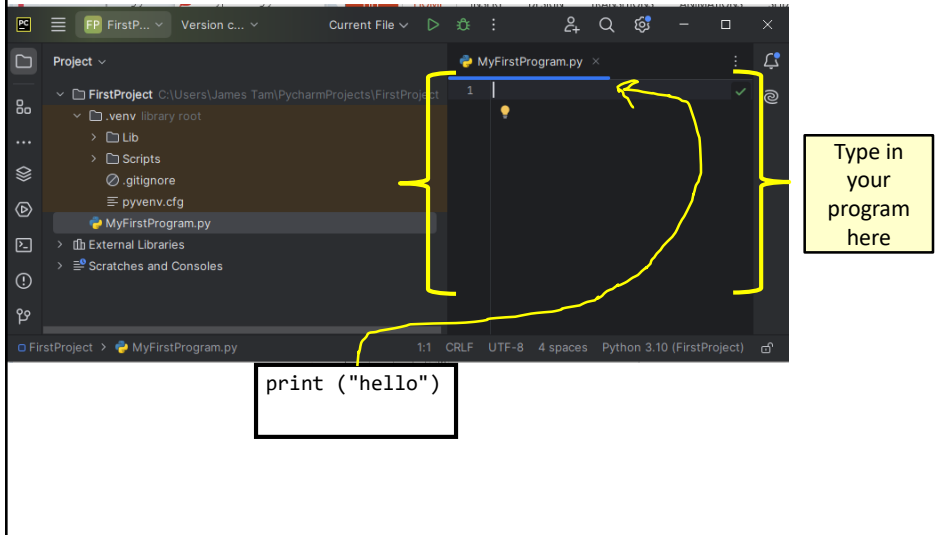 PC FP FirstP... Version c... Current File
Project
MyFirstProgram.py
FirstProject C:\Users\James Tam\PycharmProjects\FirstProject
1
.venv library root
Lib
Scripts
.gitignore
pyvenv.cfg
MyFirstProgram.py
External Libraries
Scratches and Consoles
Type in
your
program
here
FirstProject > MyFirstProgram.py 1:1 CRLF UTF-8 4 spaces Python 3.10 (FirstProject)
print ("hello")